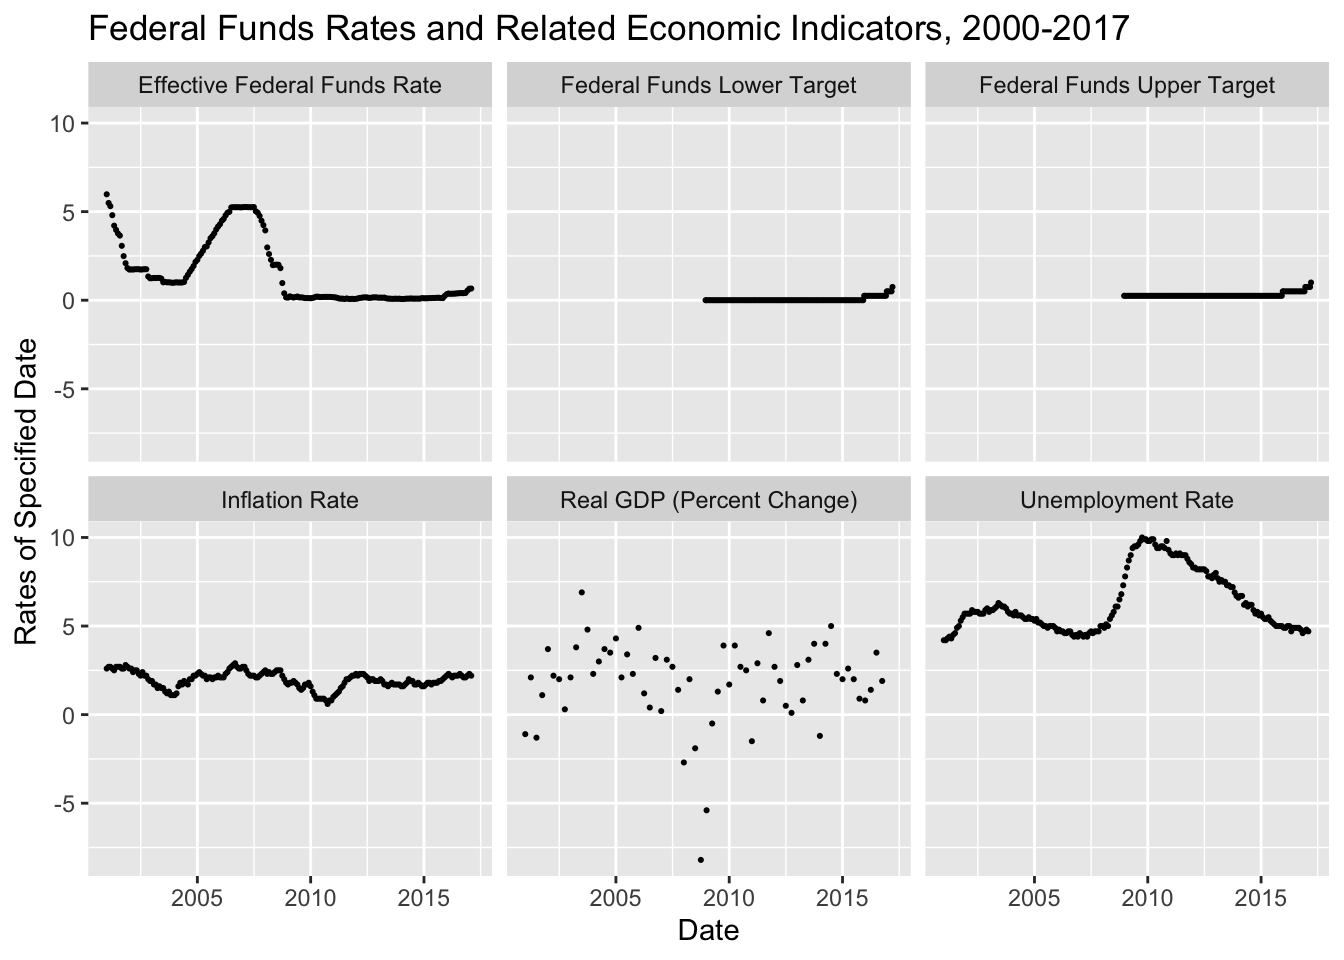 Federal Funds Rates and Related Economic Indicators, 2000-2017
Effective Federal Funds Rate
Federal Funds Lower Target
Federal Funds Upper Target
10
5
0
-5
Rates of Specified Date
Inflation Rate
Real GDP (Percent Change)
Unemployment Rate
10
5
0
-5
2005 2010 2015
2005 2010 2015
2005 2010 2015
Date